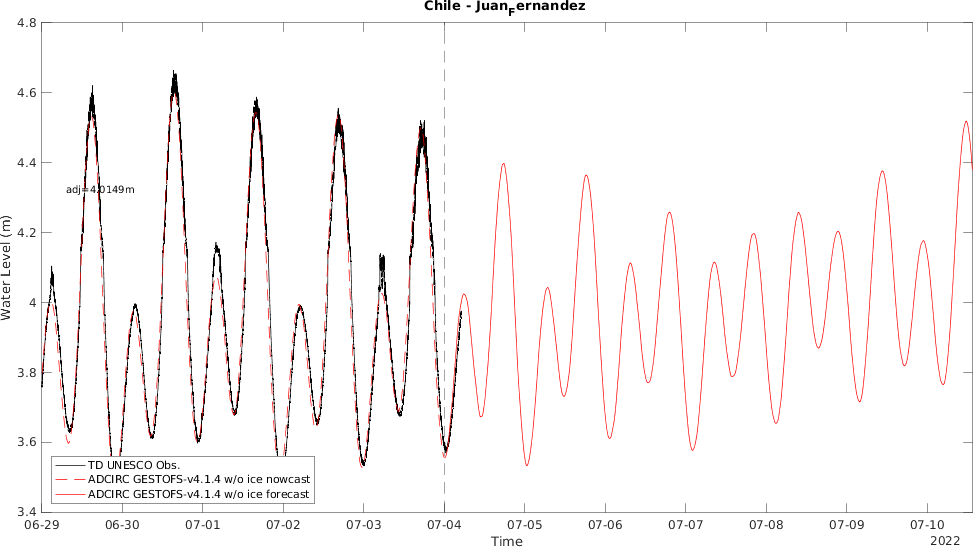 Chile - JuanFernandez
4.8
4.6
4.4
4.2
4
3.8
3.6
3.4
Water Level (m)
adj=4.0149m
TD UNESCO Obs.
ADCIRC GESTOFS-v4.1.4 w/o ice nowcast
ADCIRC GESTOFS-v4.1.4 w/o ice forecast
06-29 06-30 07-01 07-02 07-03 07-04 07-05 07-06 07-07 07-08 07-09 07-10
Time
2022